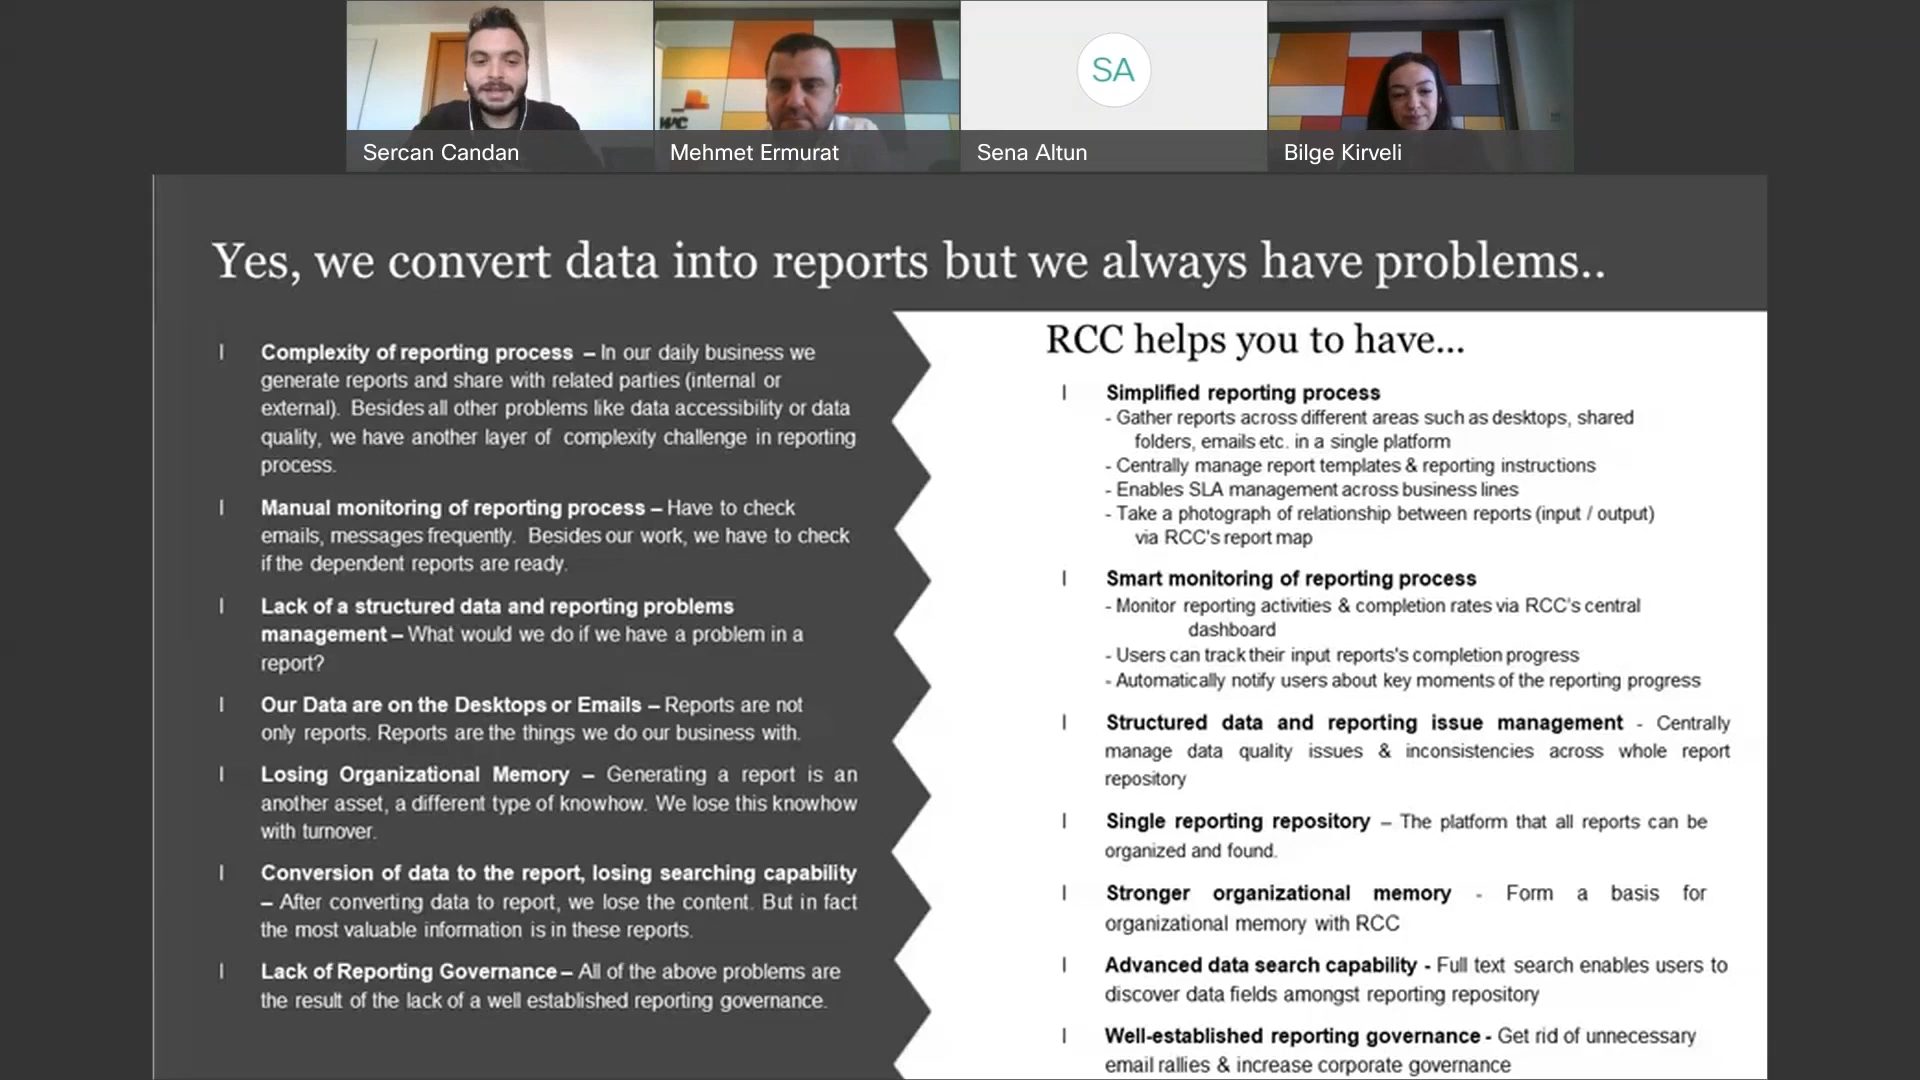 SA
WC
Sercan Candan
Mehmet Ermurat
Sena Altun
Bilge Kirveli
Yes, we convert data into reports but we always have problems..
Complexity of reporting process – In our daily business we
generate reports and share with related parties (internal or
external). Besides all other problems like data accessibility or data
quality, we have another layer of complexity challenge in reporting
process.
Manual monitoring of reporting process – Have to check
emails, messages frequently. Besides our work, we have to check
if the dependent reports are ready.
Lack of a structured data and reporting problems
management – What would we do if we have a problem in a
report?
Our Data are on the Desktops or Emails – Reports are not
only reports. Reports are the things we do our business with.
Losing Organizational Memory – Generating a report is an
another asset, a different type of knowhow. We lose this knowhow
with turnover.
Conversion of data to the report, losing searching capability
– After converting data to report, we lose the content. But in fact
the most valuable information is in these reports.
Lack of Reporting Governance – All of the above problems are
the result of the lack of a well established reporting governance.
RCC helps you to have...
Simplified reporting process
- Gather reports across different areas such as desktops, shared
folders, emails etc. in a single platform
- Centrally manage report templates & reporting instructions
- Enables SLA management across business lines
- Take a photograph of relationship between reports (input / output)
via RCC's report map
Smart monitoring of reporting process
- Monitor reporting activities & completion rates via RCC's central
dashboard
- Users can track their input reports's completion progress
- Automatically notify users about key moments of the reporting progress
Structured data and reporting issue management - Centrally
manage data quality issues & inconsistencies across whole report
repository
Single reporting repository – The platform that all reports can be
organized and found.
Stronger organizational memory - Form a basis for
organizational memory with RCC
Advanced data search capability - Full text search enables users to
discover data fields amongst reporting repository
Well-established reporting governance - Get rid of unnecessary
email rallies & increase corporate governance